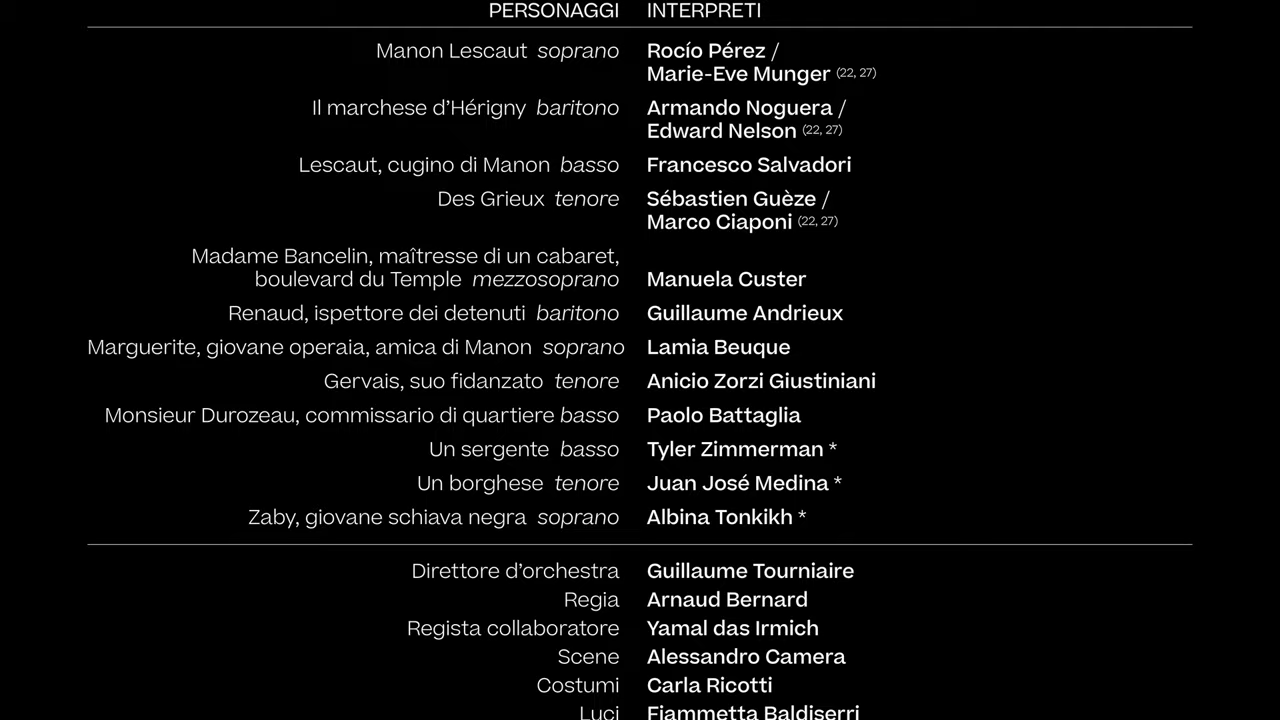 PERSONAGGI INTERPRETI
Manon Lescaut soprano Rocío Pérez /
Marie-Eve Munger (22, 27)
Il marchese d’Hérigny baritono Armando Noguera /
Edward Nelson (22, 27)
Lescaut, cugino di Manon basso Francesco Salvadori
Des Grieux tenore Sébastien Guèze /
Marco Ciaponi (22, 27)
Madame Bancelin, maîtresse di un cabaret,
boulevard du Temple mezzosoprano Manuela Custer
Renaud, ispettore dei detenuti baritono Guillaume Andrieux
Marguerite, giovane operaia, amica di Manon soprano Lamia Beuque
Gervais, suo fidanzato tenore Anicio Zorzi Giustiniani
Monsieur Durozeau, commissario di quartiere basso Paolo Battaglia
Un sergente basso Tyler Zimmerman *
Un borghese tenore Juan José Medina *
Zaby, giovane schiava negra soprano Albina Tonkikh *
Direttore d’orchestra Guillaume Tourniaire
Regia Arnaud Bernard
Regista collaboratore Yamal das Irmich
Scene Alessandro Camera
Costumi Carla Ricotti
Luci Fiammetta Baldiserri